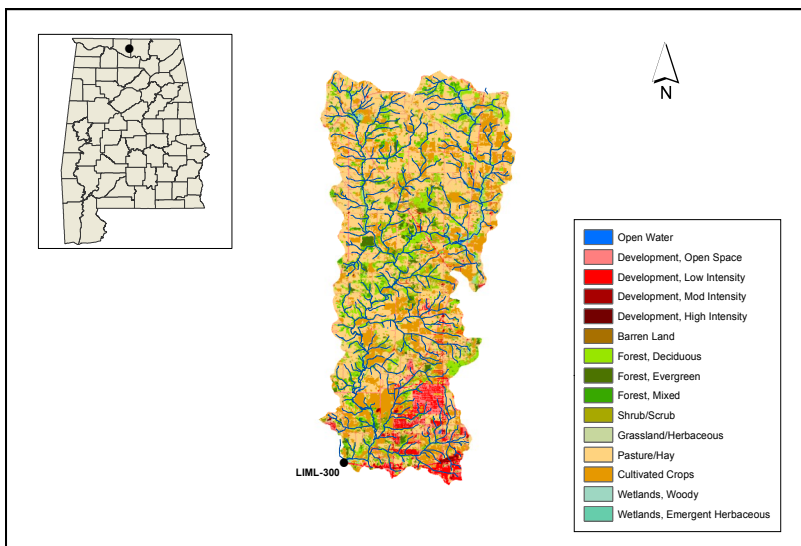 N
Open Water
Development, Open Space
Development, Low Intensity
Development, Mod Intensity
Development, High Intensity
Barren Land
Forest, Deciduous
Forest, Evergreen
Forest, Mixed
Shrub/Scrub
Grassland/Herbaceous
Pasture/Hay
Cultivated Crops
Wetlands, Woody
Wetlands, Emergent Herbaceous
LIML-300